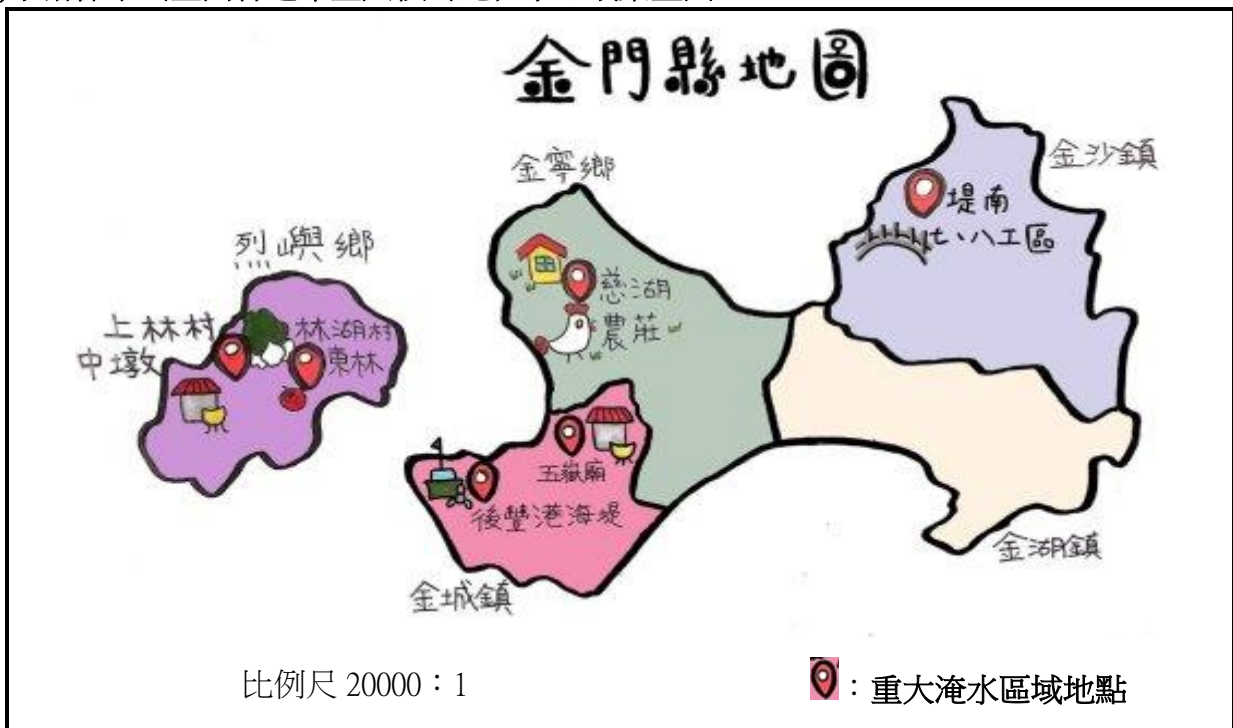 金門縣地圖
金寧鄉
金沙鎮
堤南
七、八工區
烈嶼鄉
慈湖
農莊
上林村
中墩
林湖村
東林
五嶽廟
後豐港海堤
金湖鎮
金城鎮
比例尺 20000：1
：重大淹水區域地點